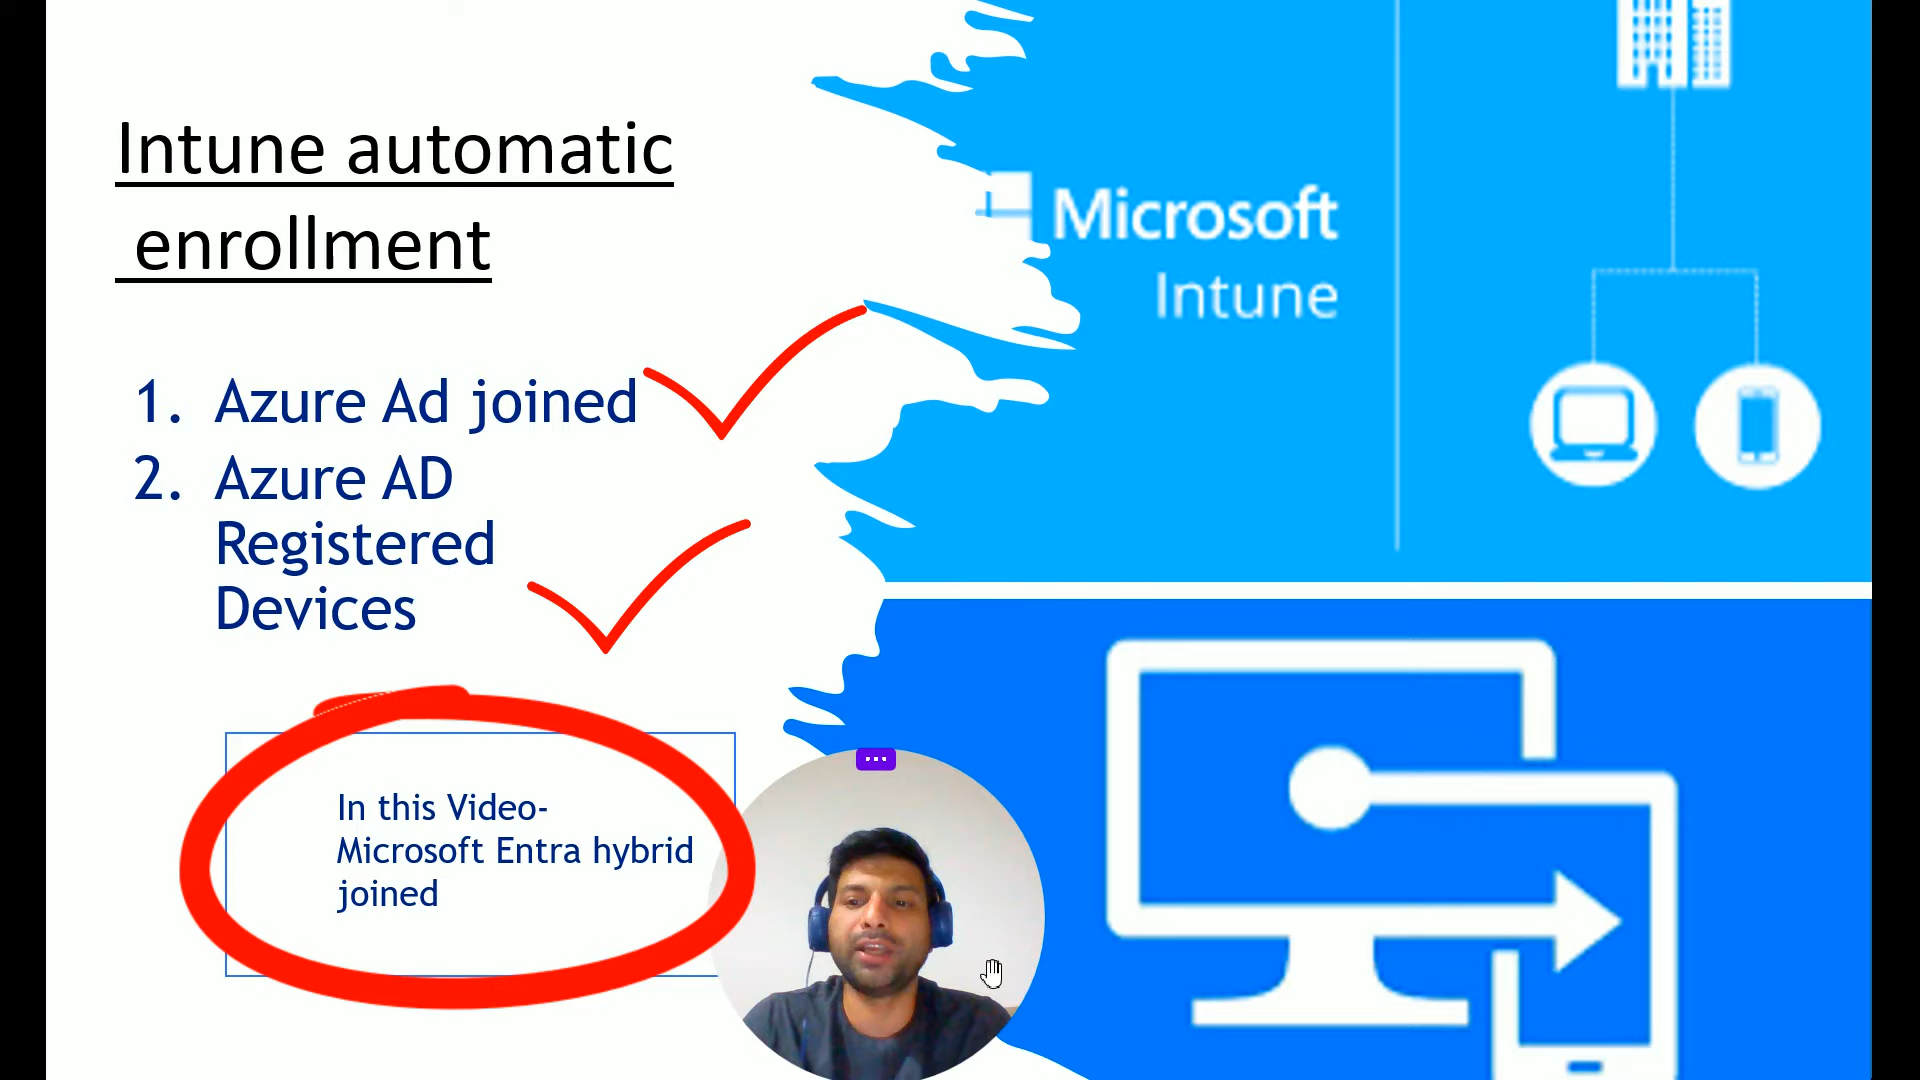 Intune automatic
enrollment
1. Azure Ad joined
2. Azure AD
Registered
Devices
In this Video-
Microsoft Entra hybrid
joined
Microsoft
Intune